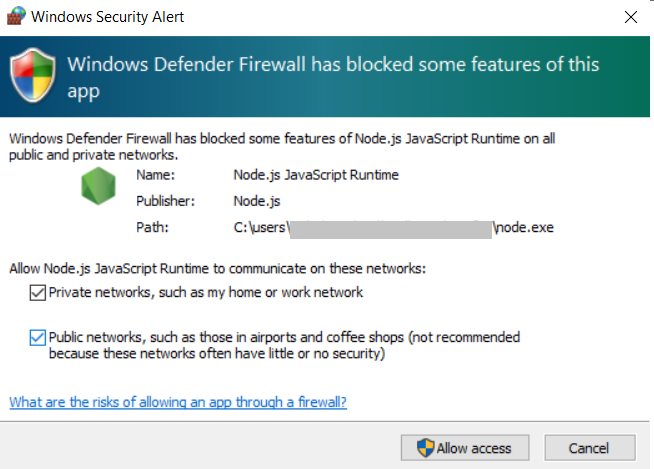 Windows Security Alert
Windows Defender Firewall has blocked some features of this
app
Windows Defender Firewall has blocked some features of Node.js JavaScript Runtime on all
public and private networks.
Name: Node.js JavaScript Runtime
Publisher: Node.js
Path: C:\users\ \node.exe
Allow Node.js JavaScript Runtime to communicate on these networks:
Private networks, such as my home or work network
Public networks, such as those in airports and coffee shops (not recommended
because these networks often have little or no security)
What are the risks of allowing an app through a firewall?
Allow access Cancel